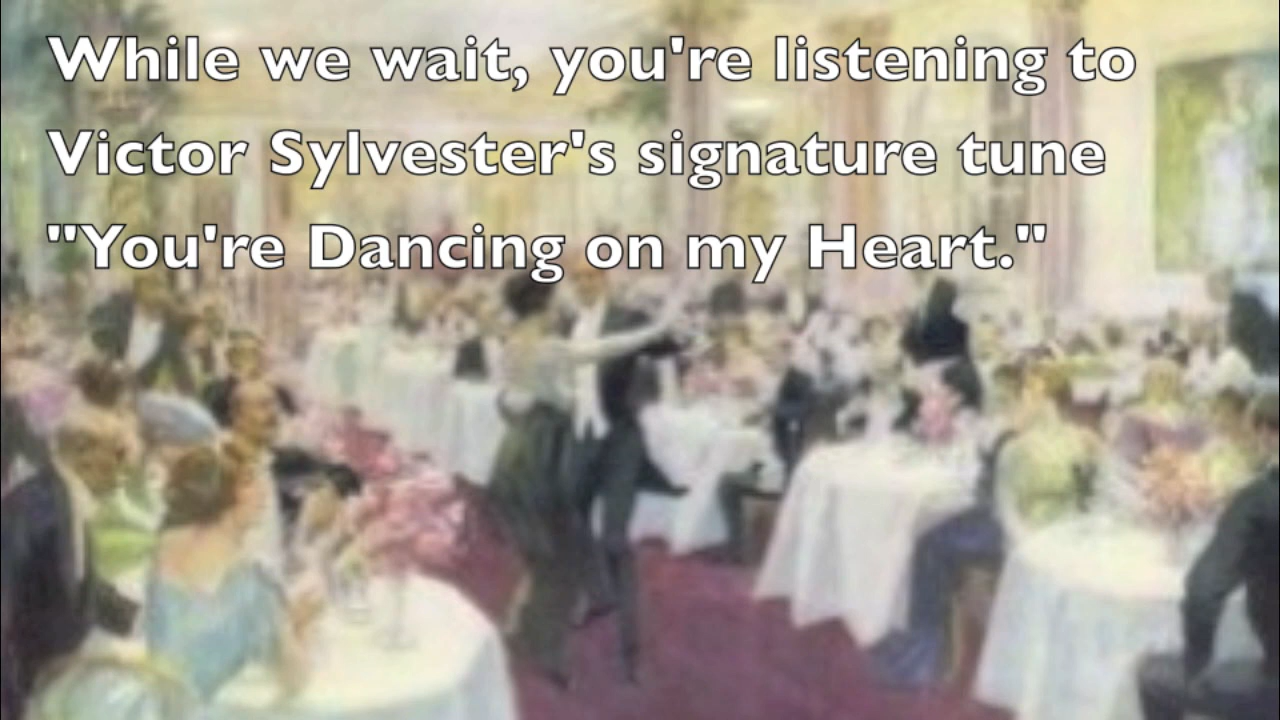 While we wait, you're listening to
Victor Sylvester's signature tune
"You're Dancing on my Heart."